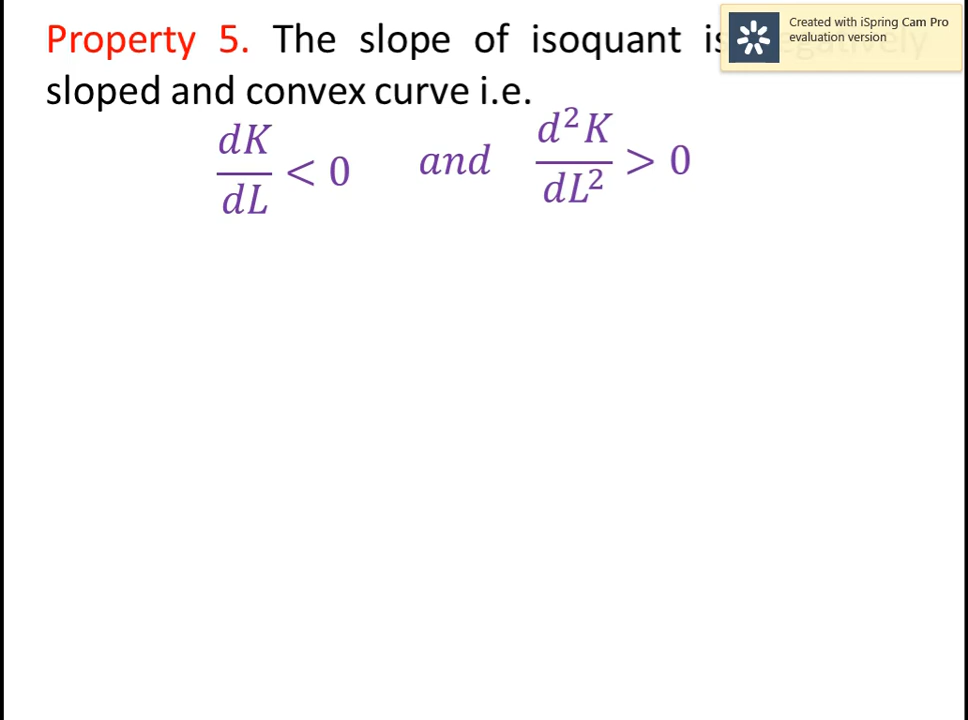 Property 5. The slope of isoquant is negatively
sloped and convex curve i.e.
dK/dL < 0 and d²K/dL² > 0
Created with iSpring Cam Pro
evaluation version